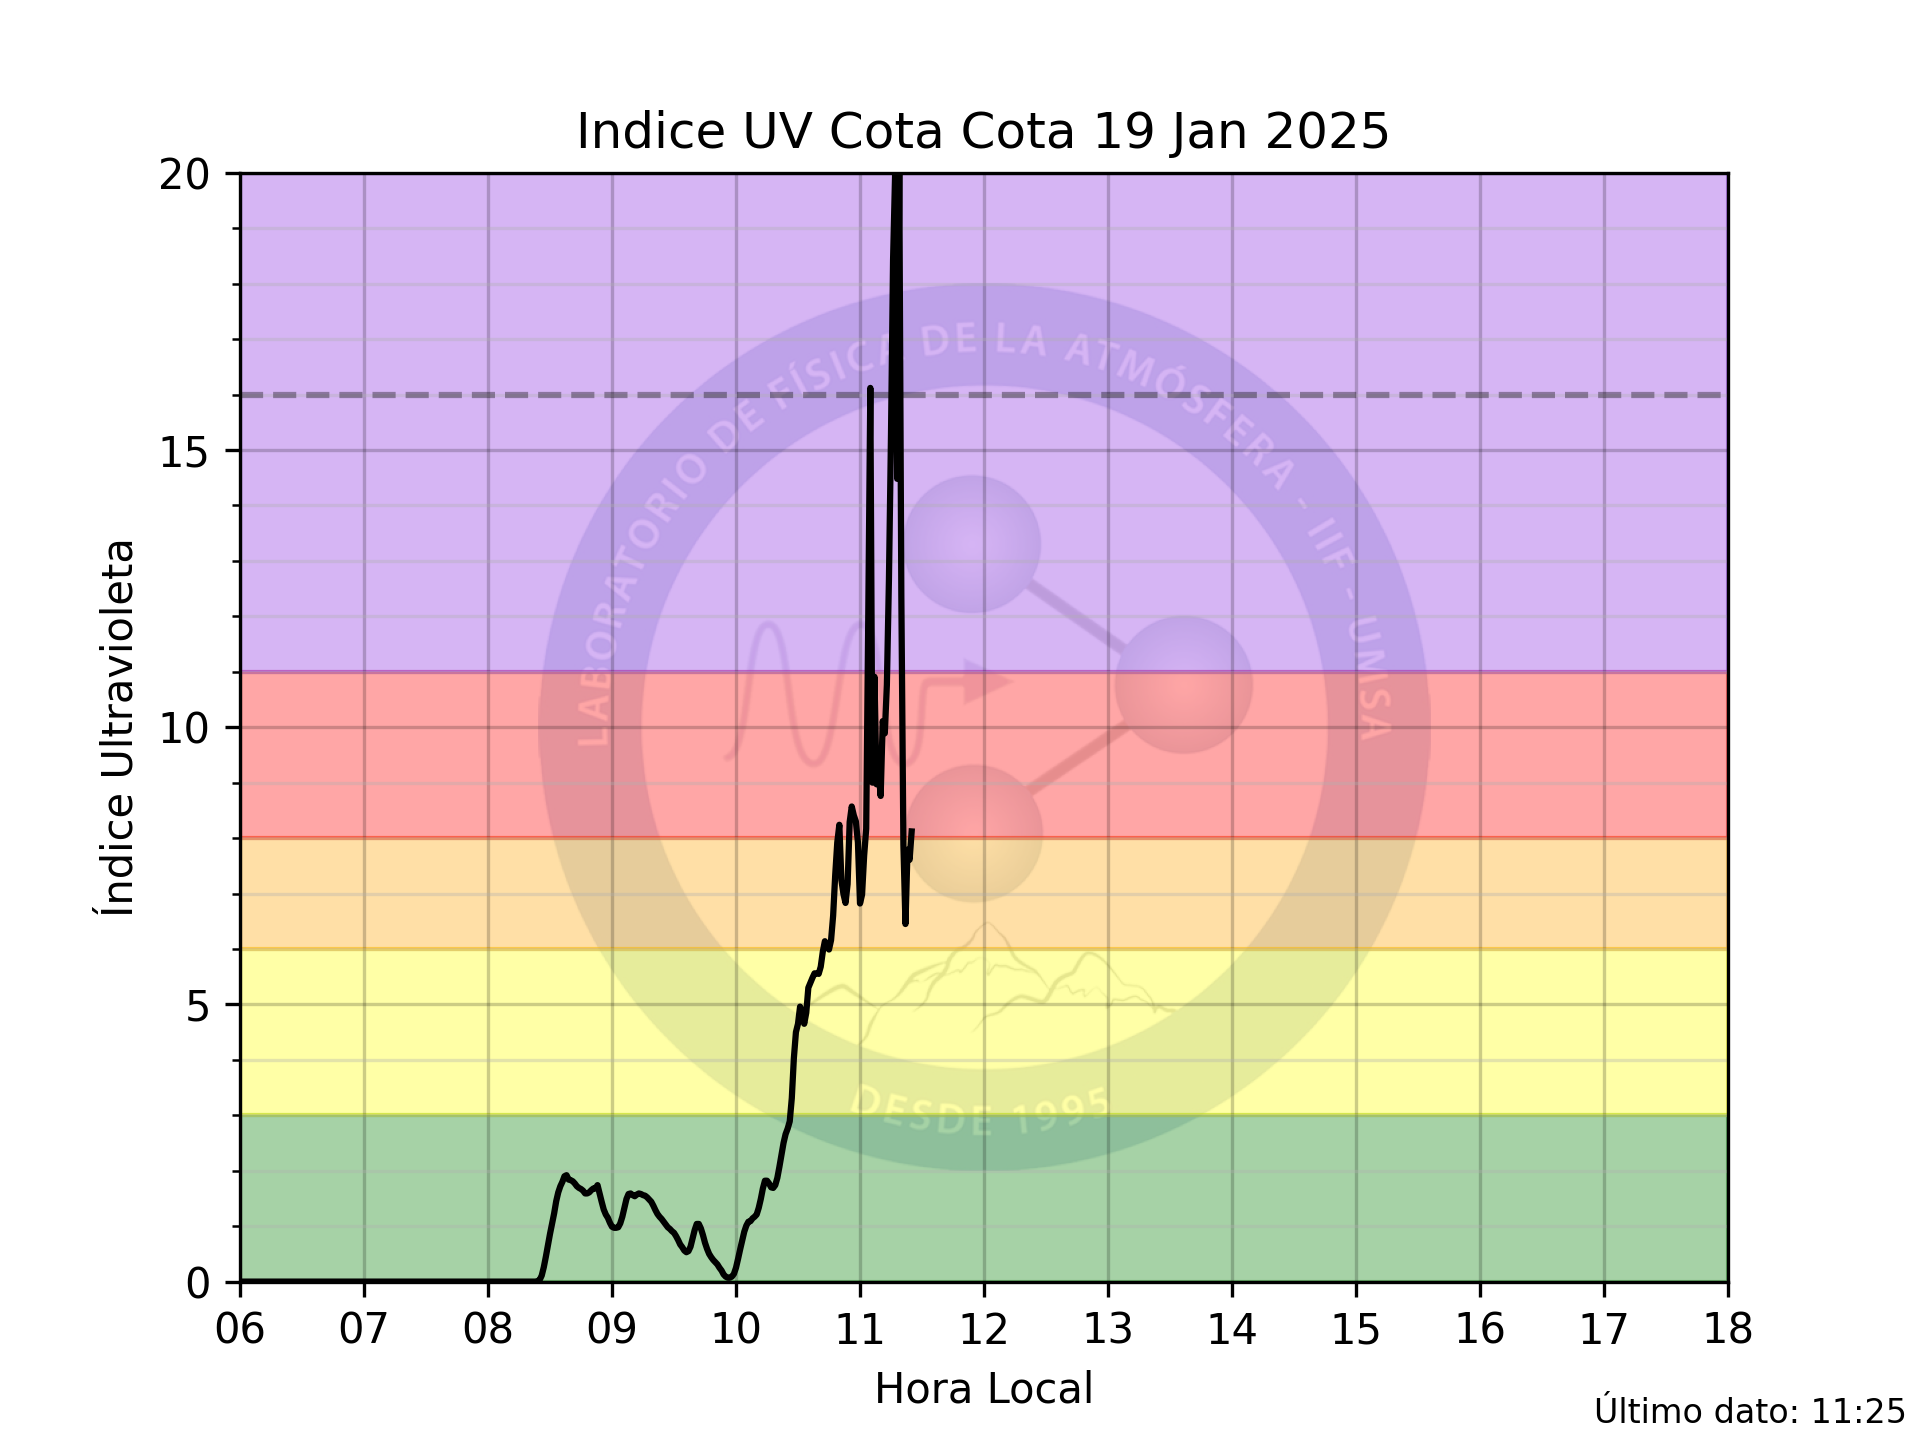 Indice UV Cota Cota 19 Jan 2025
20
15
10
5
0
Índice Ultravioleta
LABORATORIO DE FÍSICA DE LA ATMÓSFERA - IIF - UMSA
DESDE 1995
06 07 08 09 10 11 12 13 14 15 16 17 18
Hora Local
Último dato: 11:25